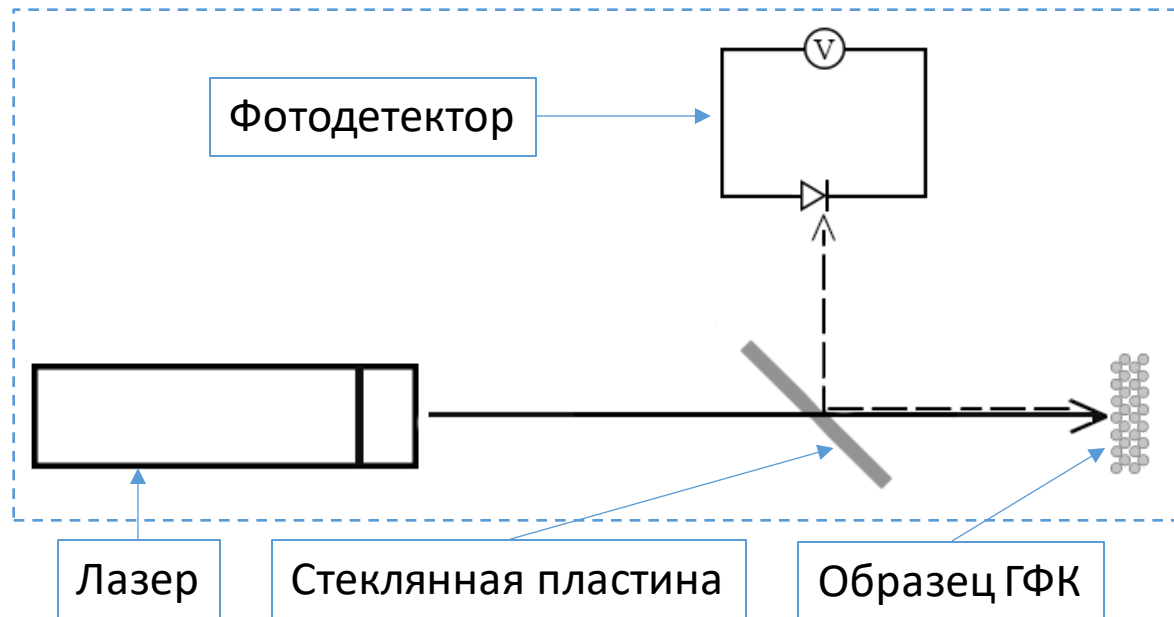 V
Фотодетектор
Лазер
Стеклянная пластина
Образец ГФК